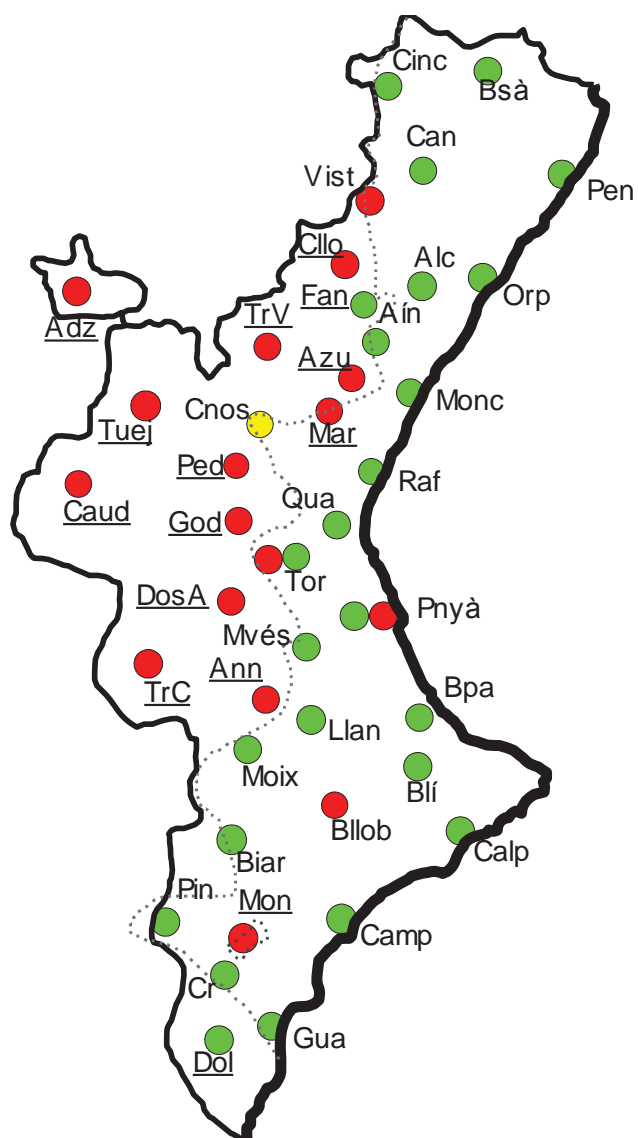 Cinc
Bsà
Can
Pen
Vist
Cllo
Alc
Orp
Fan
Aín
Adz
TrV
Azu
Monc
Cnos
Tuej
Mar
Ped
Raf
Caud
Qua
God
Tor
DosA
Pnyà
Mvés
Ann
TrC
Bpa
Llan
Moix
Blí
Bllob
Calp
Biar
Pin
Mon
Camp
Cr
Gua
Dol